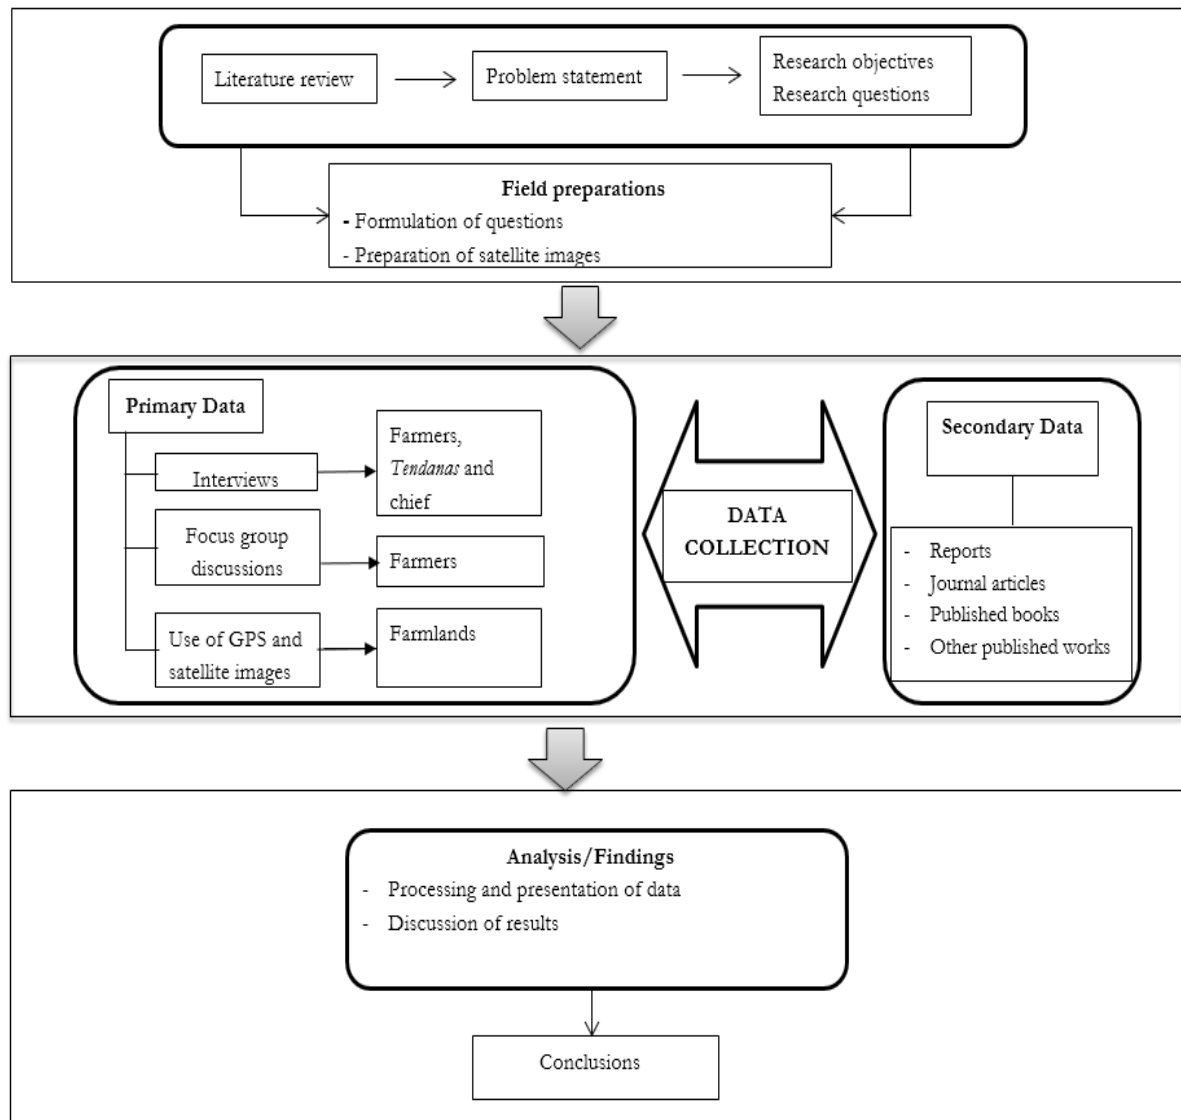 Literature review
Problem statement
Research objectives
Research questions
Field preparations
- Formulation of questions
- Preparation of satellite images
Primary Data
Interviews
Farmers,
Tendanas and
chief
Focus group
discussions
Farmers
Use of GPS and
satellite images
Farmlands
DATA
COLLECTION
Secondary Data
- Reports
- Journal articles
- Published books
- Other published works
Analysis/Findings
- Processing and presentation of data
- Discussion of results
Conclusions